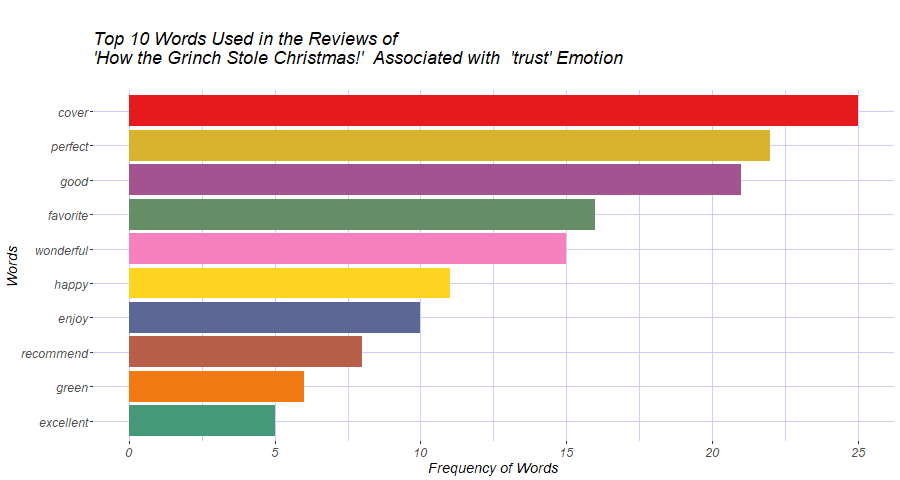 Top 10 Words Used in the Reviews of
'How the Grinch Stole Christmas!'  Associated with  'trust' Emotion
Words
cover
perfect
good
favorite
wonderful
happy
enjoy
recommend
green
excellent
0 5 10 15 20 25
Frequency of Words